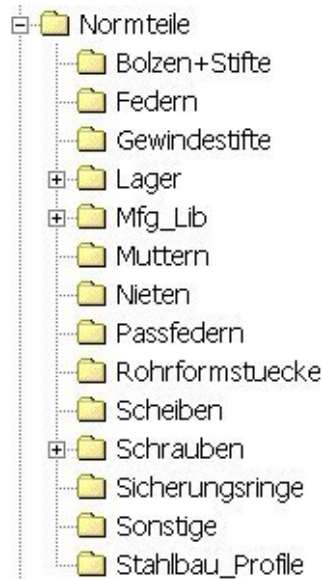 Normteile
Bolzen+Stifte
Federn
Gewindestifte
Lager
Mfg_Lib
Muttern
Nieten
Passfedern
Rohrformstuecke
Scheiben
Schrauben
Sicherungsringe
Sonstige
Stahlbau_Profile